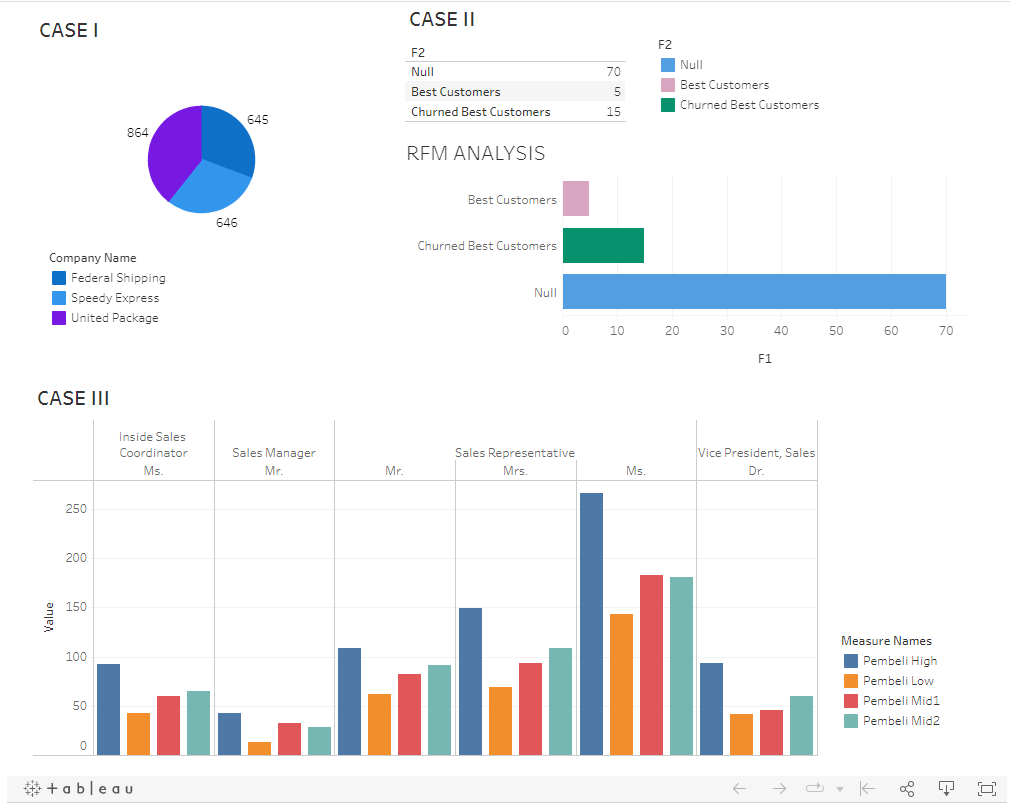 CASE I
864
645
646
Company Name
Federal Shipping
Speedy Express
United Package
CASE II
F2
Null 70
Best Customers 5
Churned Best Customers 15
F2
Null
Best Customers
Churned Best Customers
RFM ANALYSIS
Best Customers
Churned Best Customers
Null
0 10 20 30 40 50 60 70
F1
CASE III
Inside Sales
Coordinator
Sales Manager
Sales Representative
Vice President, Sales
Ms.
Mr.
Mr.
Mrs.
Ms.
Dr.
Value
250
200
150
100
50
0
Measure Names
Pembeli High
Pembeli Low
Pembeli Mid1
Pembeli Mid2
+ableau